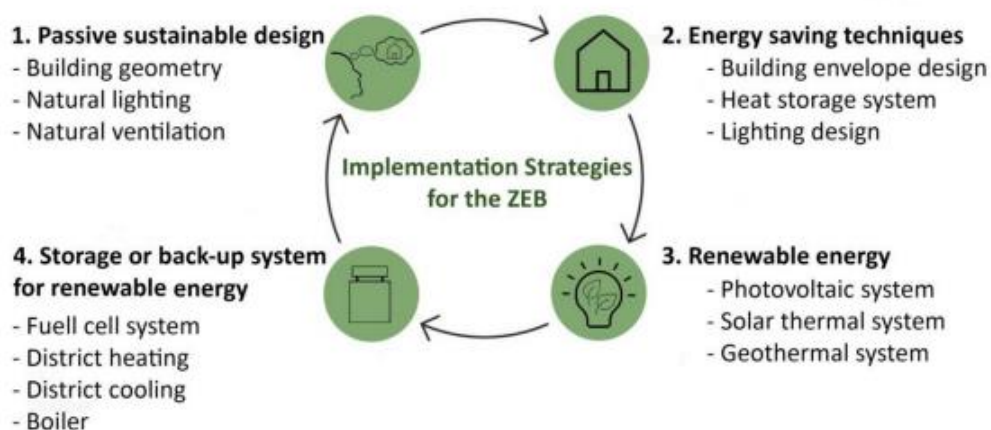 1. Passive sustainable design
- Building geometry
- Natural lighting
- Natural ventilation
2. Energy saving techniques
- Building envelope design
- Heat storage system
- Lighting design
Implementation Strategies
for the ZEB
3. Renewable energy
- Photovoltaic system
- Solar thermal system
- Geothermal system
4. Storage or back-up system
for renewable energy
- Fuell cell system
- District heating
- District cooling
- Boiler